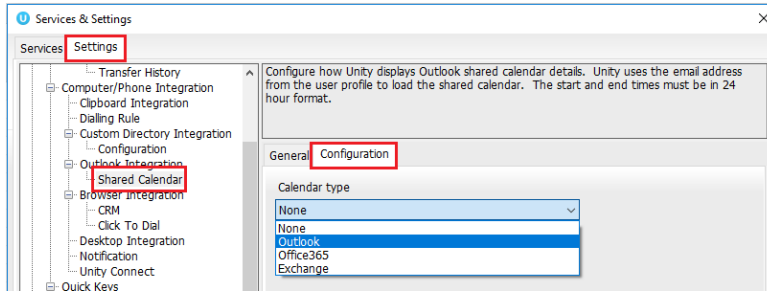 Services & Settings
Services Settings
Transfer History
Computer/Phone Integration
Clipboard Integration
Dialling Rule
Custom Directory Integration
Configuration
Outlook Integration
Shared Calendar
Browser Integration
CRM
Click To Dial
Desktop Integration
Notification
Unity Connect
Quick Keys
Configure how Unity displays Outlook shared calendar details. Unity uses the email address
from the user profile to load the shared calendar. The start and end times must be in 24
hour format.
General Configuration
Calendar type
None
None
Outlook
Office365
Exchange